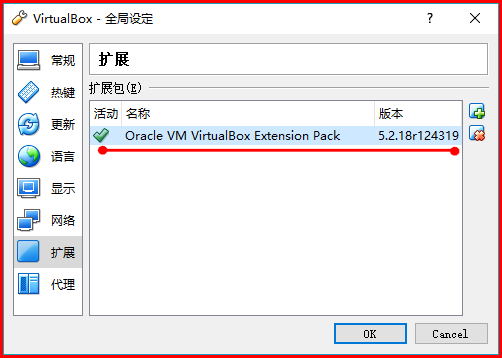 VirtualBox - 全局设定
常规
热键
更新
语言
显示
网络
扩展
代理
扩展
扩展包(E)
活动 名称 版本
Oracle VM VirtualBox Extension Pack 5.2.18r124319
OK Cancel